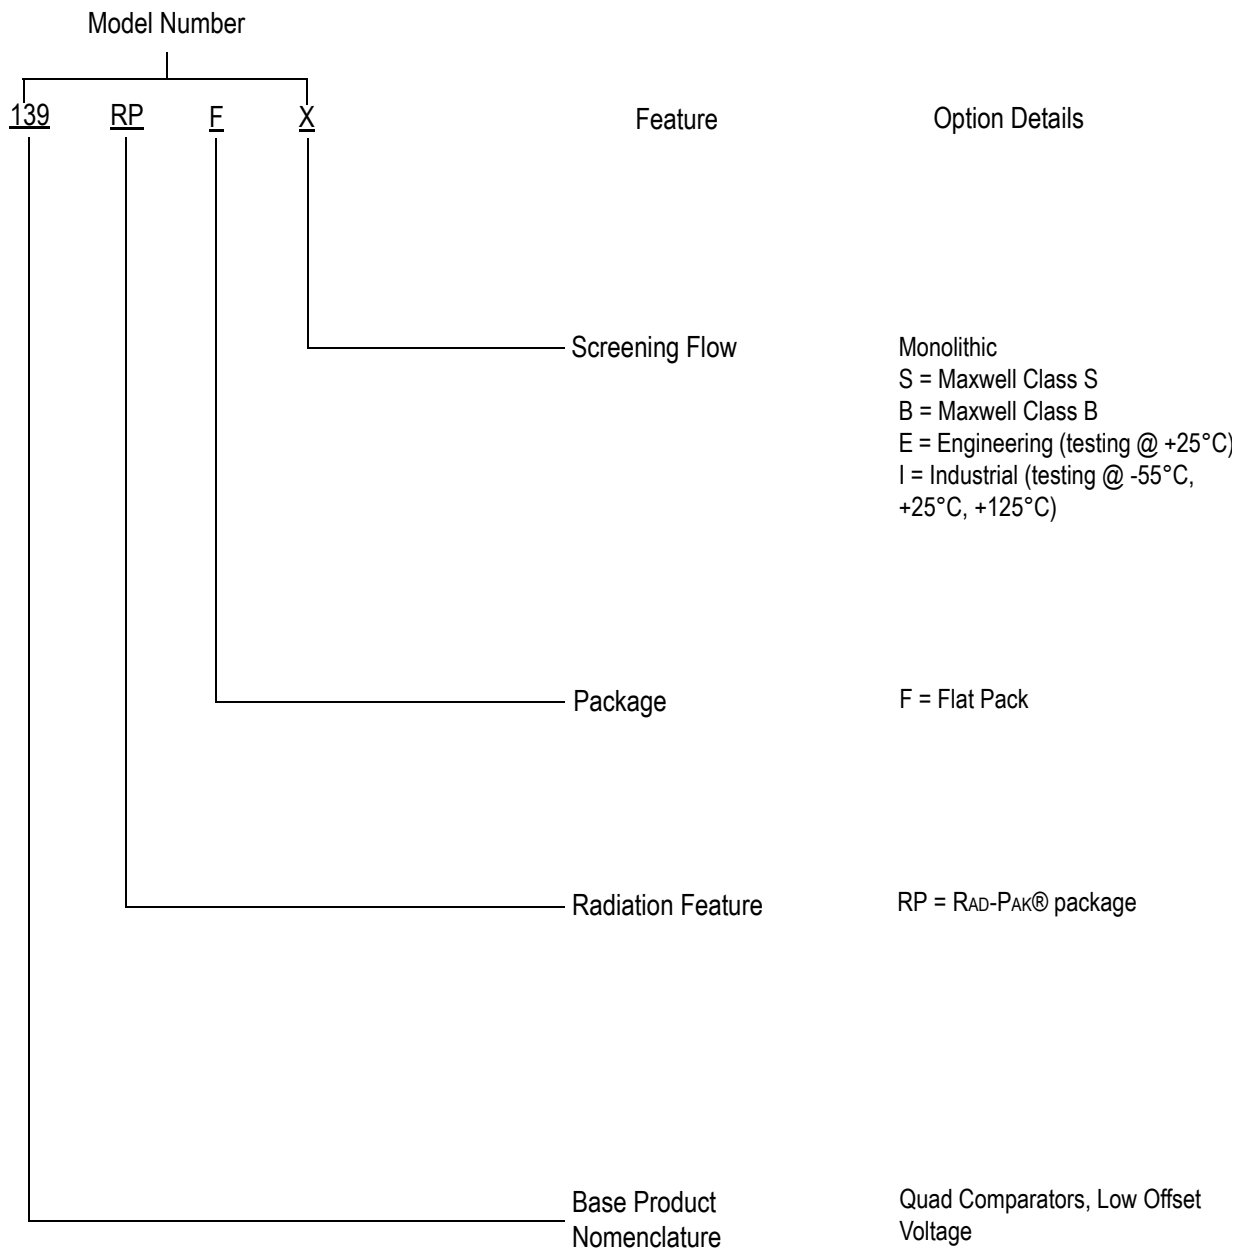 Model Number
139 RP F X
Feature Option Details
Screening Flow
Monolithic
S = Maxwell Class S
B = Maxwell Class B
E = Engineering (testing @ +25°C)
I = Industrial (testing @ -55°C,
+25°C, +125°C)
Package
F = Flat Pack
Radiation Feature
RP = RAD-PAK® package
Base Product
Nomenclature
Quad Comparators, Low Offset
Voltage